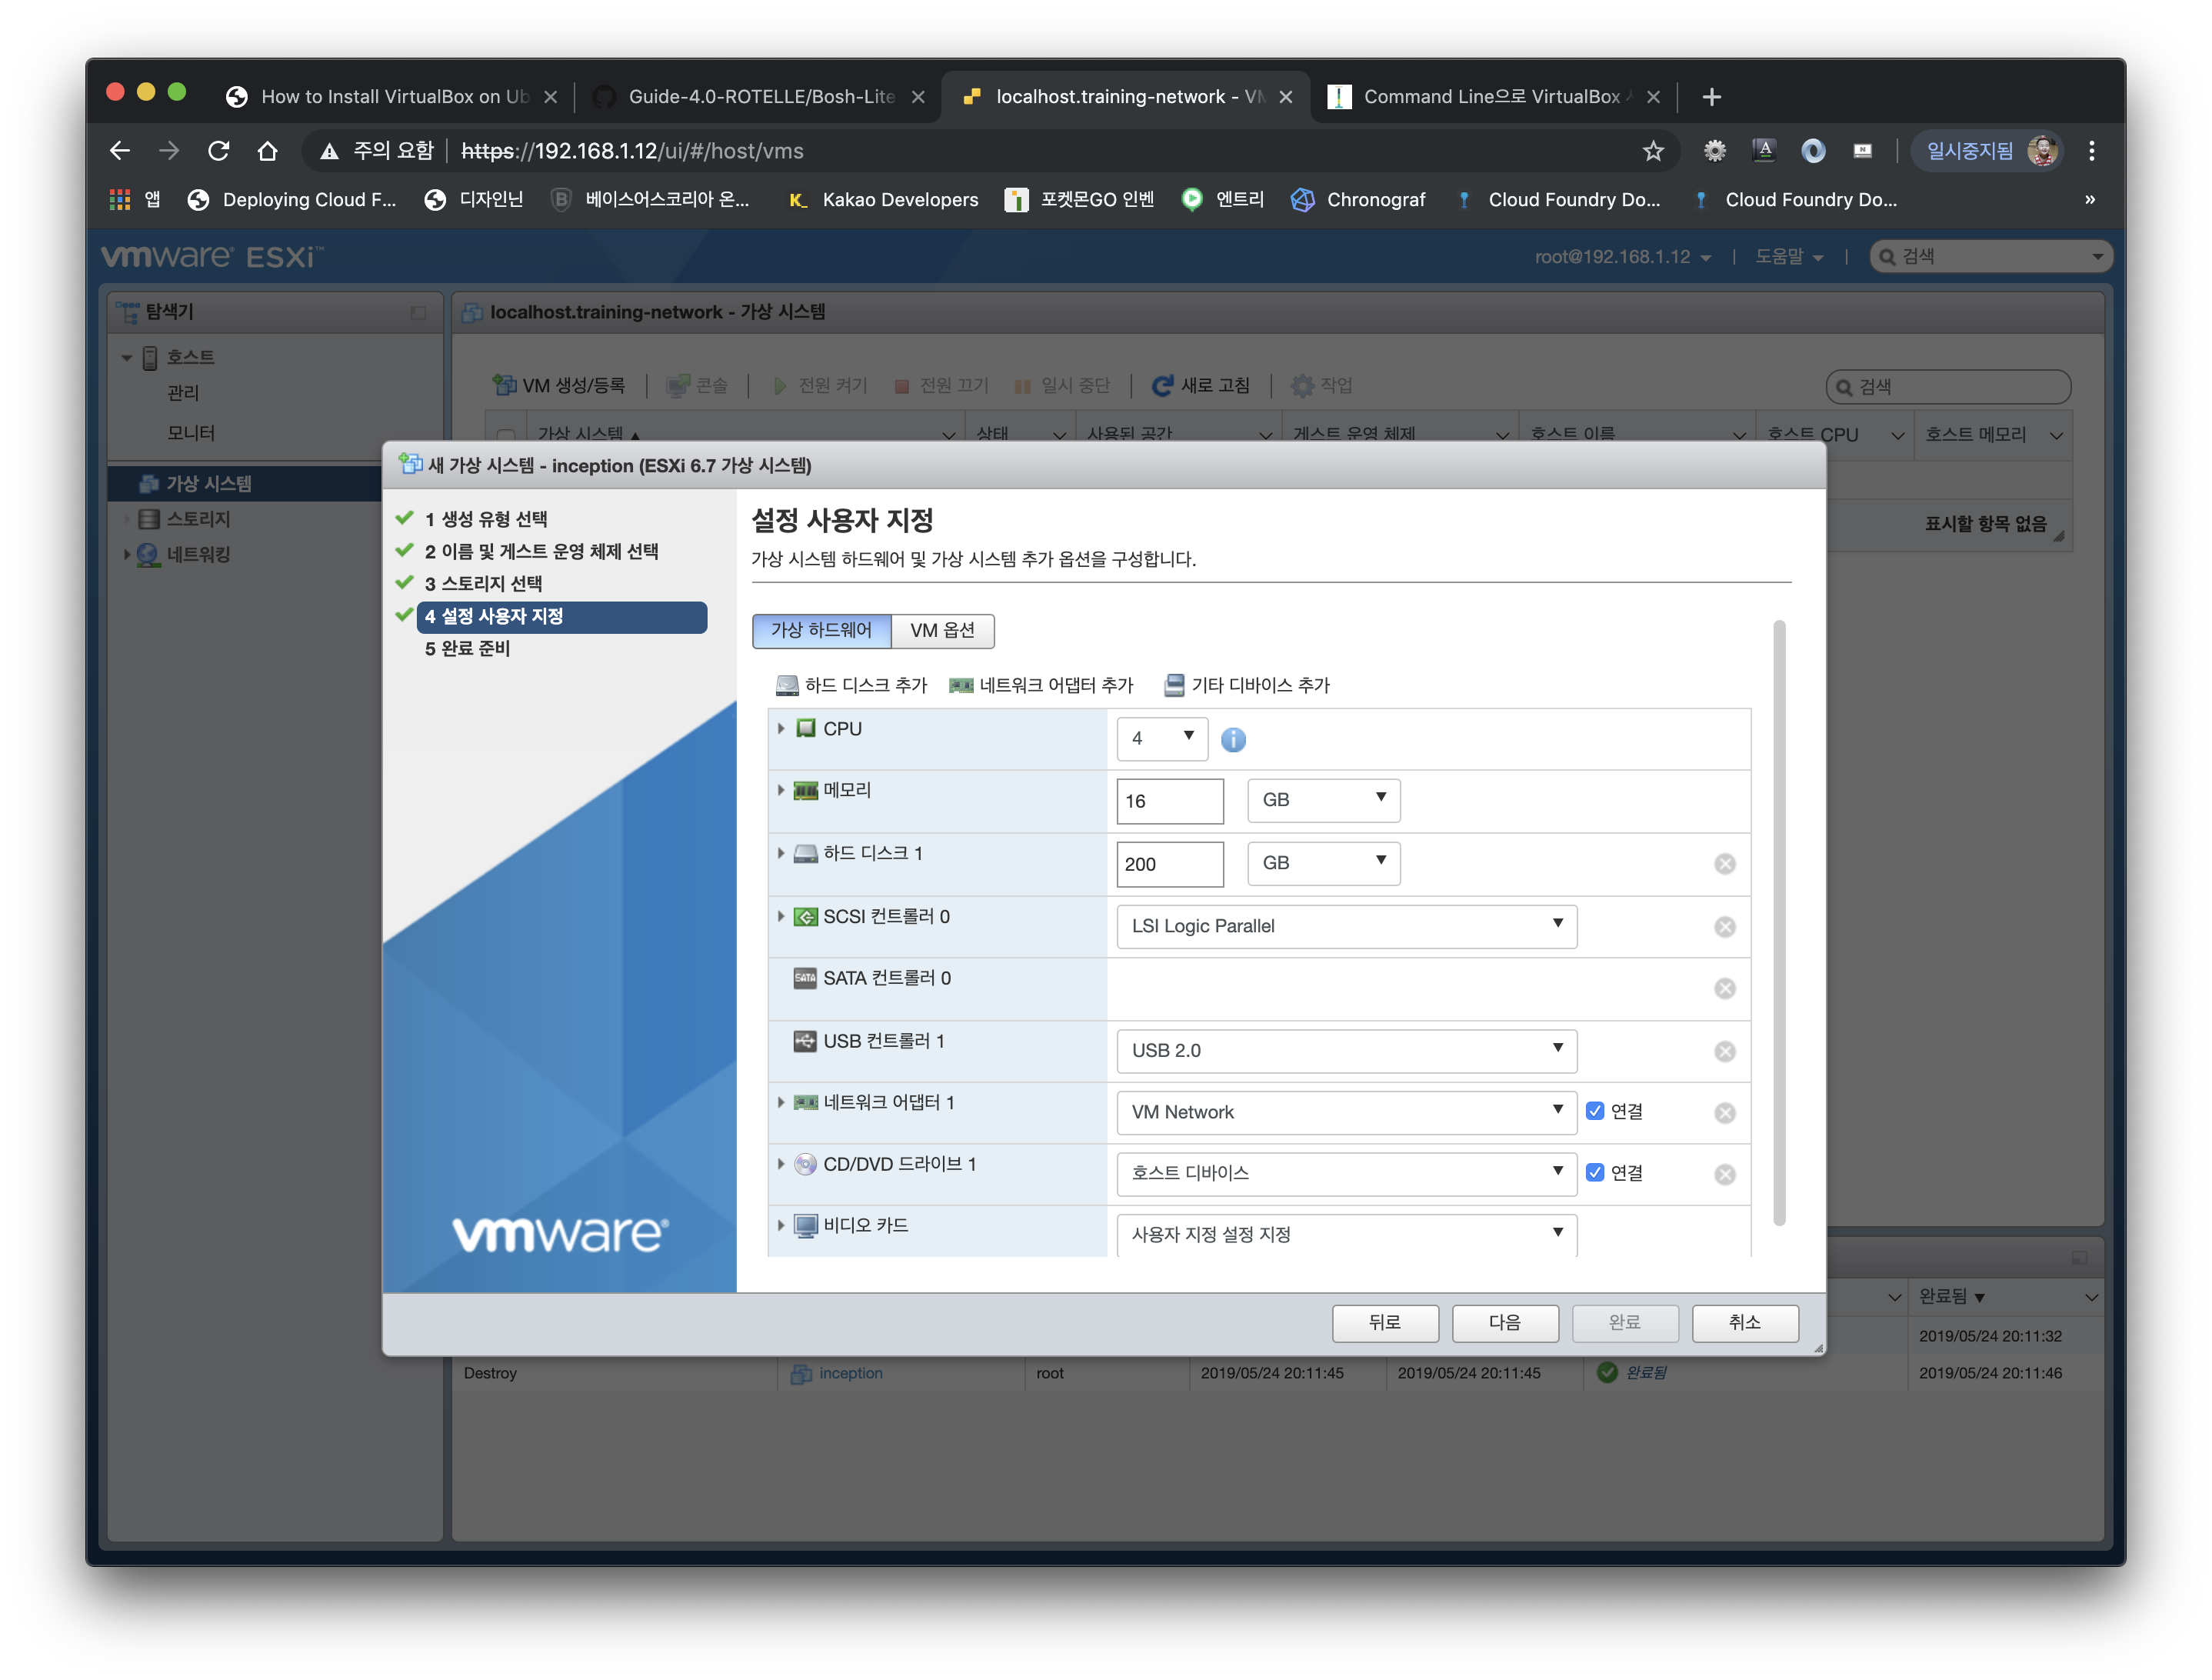 How to Install VirtualBox on Ub
Guide-4.0-ROTELLE/Bosh-Lite
localhost.training-network - VM
Command Line으로 VirtualBox
주의 요함 https://192.168.1.12/ui/#/host/vms
일시중지됨
앱
Deploying Cloud F...
디자인닌
베이스어스코리아 온...
Kakao Developers
포켓몬GO 인벤
엔트리
Chronograf
Cloud Foundry Do...
Cloud Foundry Do...
»
vmware ESXi™
root@192.168.1.12
도움말
검색
탐색기
호스트
관리
모니터
가상 시스템
스토리지
네트워킹
localhost.training-network - 가상 시스템
VM 생성/등록
콘솔
전원 켜기
전원 끄기
일시 중단
새로 고침
작업
검색
가상 시스템
상태
사용된 공간
게스트 운영 체제
호스트 이름
호스트 CPU
호스트 메모리
표시할 항목 없음
새 가상 시스템 - inception (ESXi 6.7 가상 시스템)
1 생성 유형 선택
2 이름 및 게스트 운영 체제 선택
3 스토리지 선택
4 설정 사용자 지정
5 완료 준비
vmware®
설정 사용자 지정
가상 시스템 하드웨어 및 가상 시스템 추가 옵션을 구성합니다.
가상 하드웨어
VM 옵션
하드 디스크 추가
네트워크 어댑터 추가
기타 디바이스 추가
CPU
4
메모리
16
GB
하드 디스크 1
200
GB
SCSI 컨트롤러 0
LSI Logic Parallel
SATA 컨트롤러 0
USB 컨트롤러 1
USB 2.0
네트워크 어댑터 1
VM Network
연결
CD/DVD 드라이브 1
호스트 디바이스
연결
비디오 카드
사용자 지정 설정 지정
뒤로
다음
완료
취소
완료됨
2019/05/24 20:11:32
Destroy
inception
root
2019/05/24 20:11:45
2019/05/24 20:11:45
완료됨
2019/05/24 20:11:46